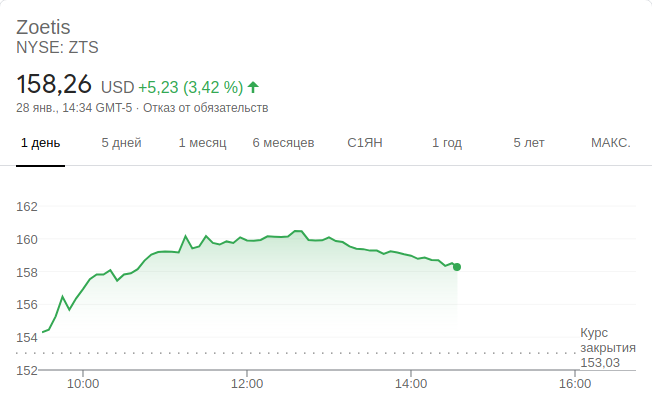 Zoetis
NYSE: ZTS
158,26 USD +5,23 (3,42 %)
28 янв., 14:34 GMT-5 · Отказ от обязательств
1 день 5 дней 1 месяц 6 месяцев С1ЯН 1 год 5 лет МАКС.
162
160
158
156
154
Курс
закрытия
153,03
152
10:00 12:00 14:00 16:00